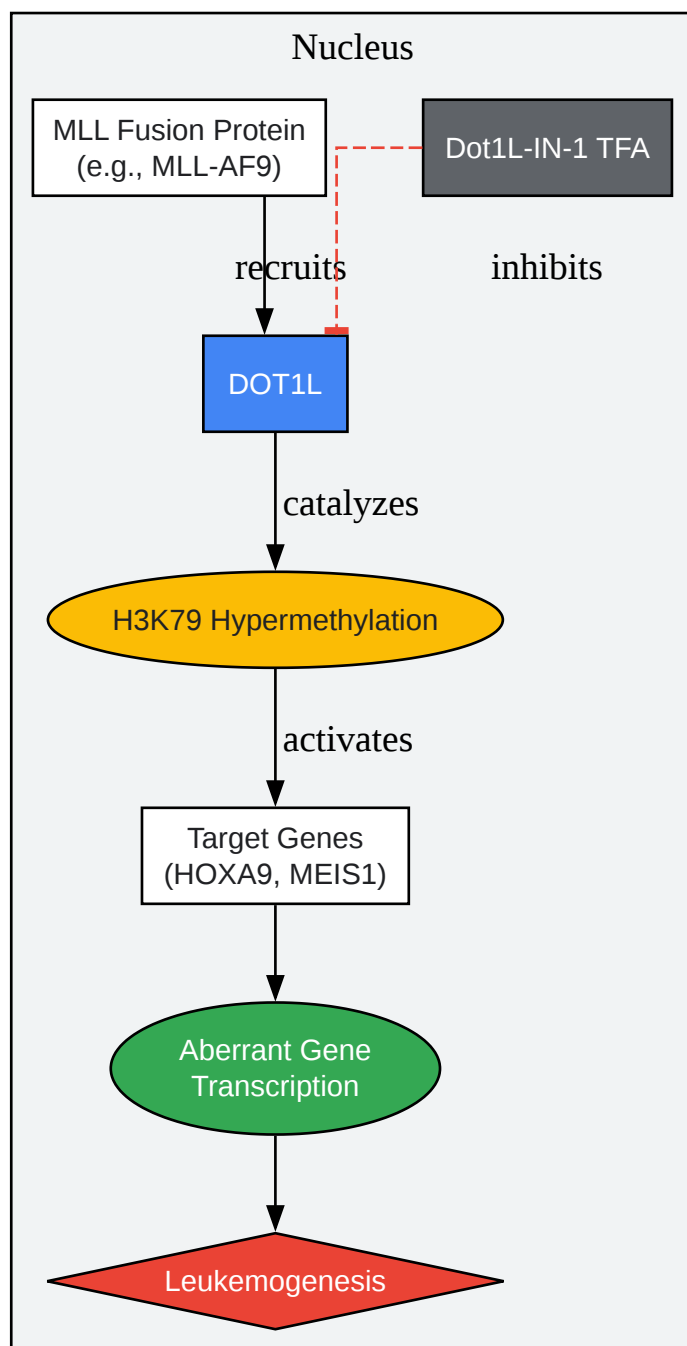 Nucleus
MLL Fusion Protein
(e.g., MLL-AF9)
Dot1L-IN-1 TFA
recruits
inhibits
DOT1L
catalyzes
H3K79 Hypermethylation
activates
Target Genes
(HOXA9, MEIS1)
Aberrant Gene
Transcription
Leukemogenesis